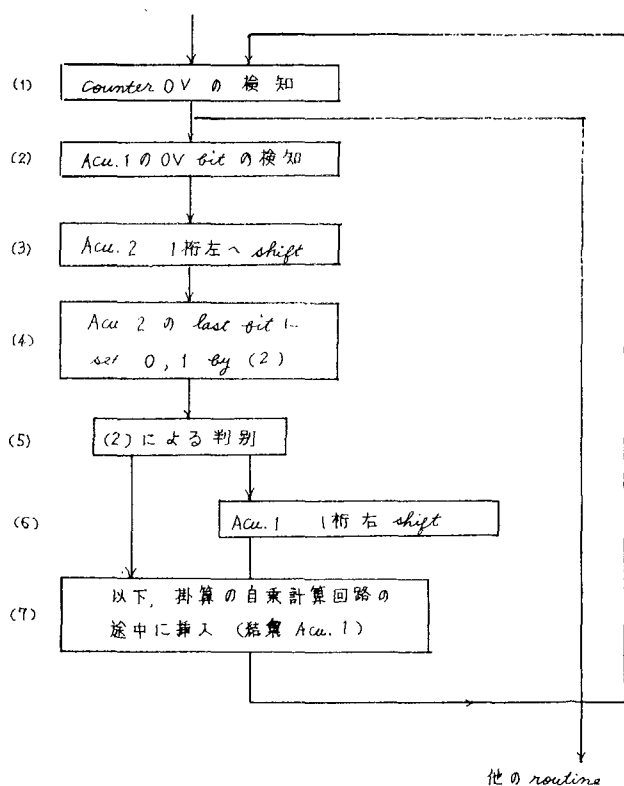 (1) counter OV の 検 知
(2) Acu. 1 の OV bit の 検知
(3) Acu. 2 1桁左へ shift
(4) Acu 2 の last bit に
set 0, 1 by (2)
(5) (2) による 判別
(6) Acu. 1 1桁右 shift
(7) 以下, 掛算の自乗計算回路の
途中に挿入 (結果 Acu. 1)
他の routine